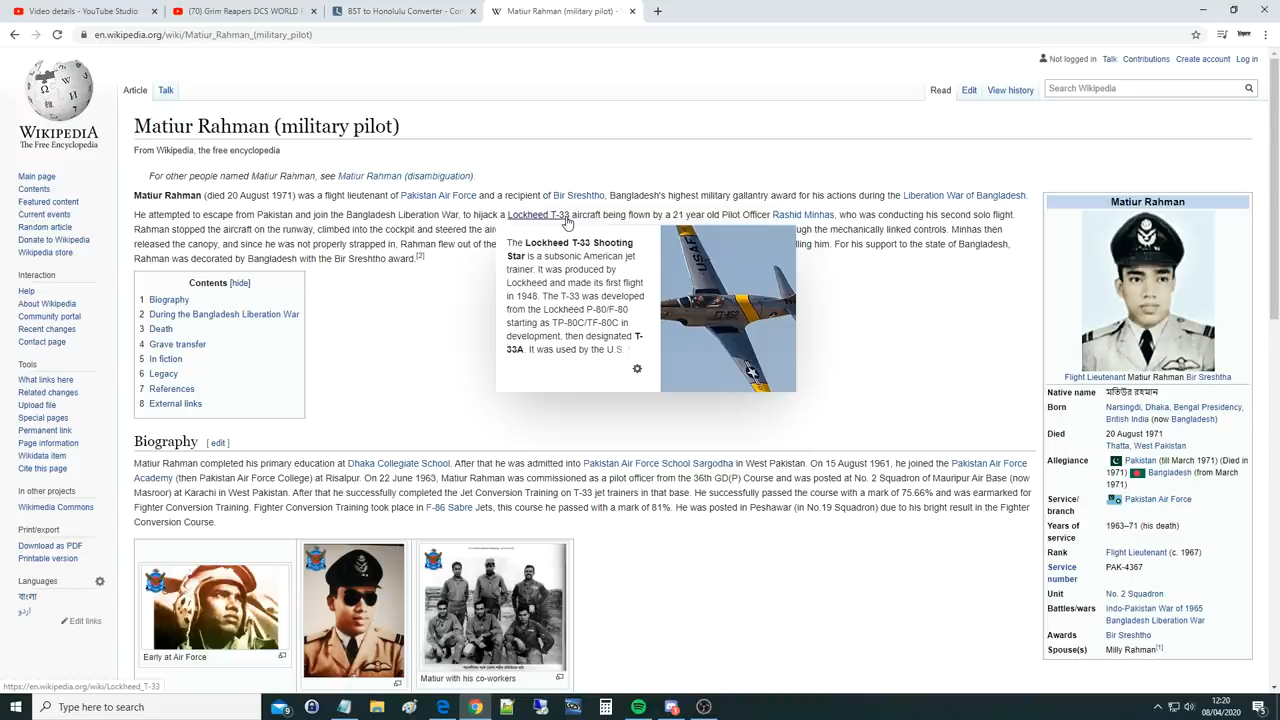 Video details - YouTube Studio
(70) Grim Reapers DCS WORLD
BST to Honolulu Converter - Con
Matiur Rahman (military pilot) -
en.wikipedia.org/wiki/Matiur_Rahman_(military_pilot)
Not logged in Talk Contributions Create account Log in
Article Talk
Read Edit View history
Search Wikipedia
WIKIPEDIA
The Free Encyclopedia
Main page
Contents
Featured content
Current events
Random article
Donate to Wikipedia
Wikipedia store
Interaction
Help
About Wikipedia
Community portal
Recent changes
Contact page
Tools
What links here
Related changes
Upload file
Special pages
Permanent link
Page information
Wikidata item
Cite this page
In other projects
Wikimedia Commons
Print/export
Download as PDF
Printable version
Languages
বাংলা
اردو
Edit links
Matiur Rahman (military pilot)
From Wikipedia, the free encyclopedia
For other people named Matiur Rahman, see Matiur Rahman (disambiguation).
Matiur Rahman (died 20 August 1971) was a flight lieutenant of Pakistan Air Force and a recipient of Bir Sreshtho, Bangladesh's highest military gallantry award for his actions during the Liberation War of Bangladesh.
He attempted to escape from Pakistan and join the Bangladesh Liberation War, to hijack a Lockheed T-33 aircraft being flown by a 21 year old Pilot Officer Rashid Minhas, who was conducting his second solo flight.
Rahman stopped the aircraft on the runway, climbed into the cockpit and steered the air
ugh the mechanically linked controls. Minhas then
released the canopy, and since he was not properly strapped in, Rahman flew out of the
lling him. For his support to the state of Bangladesh,
Rahman was decorated by Bangladesh with the Bir Sreshtho award.[2]
The Lockheed T-33 Shooting
Star is a subsonic American jet
trainer. It was produced by
Lockheed and made its first flight
in 1948. The T-33 was developed
from the Lockheed P-80/F-80
starting as TP-80C/TF-80C in
development, then designated T-
33A. It was used by the U.S.
USAF
FT-492
Contents [hide]
1 Biography
2 During the Bangladesh Liberation War
3 Death
4 Grave transfer
5 In fiction
6 Legacy
7 References
8 External links
Biography [ edit ]
Matiur Rahman completed his primary education at Dhaka Collegiate School. After that he was admitted into Pakistan Air Force School Sargodha in West Pakistan. On 15 August 1961, he joined the Pakistan Air Force
Academy (then Pakistan Air Force College) at Risalpur. On 22 June 1963, Matiur Rahman was commissioned as a pilot officer from the 36th GD(P) Course and was posted at No. 2 Squadron of Mauripur Air Base (now
Masroor) at Karachi in West Pakistan. After that he successfully completed the Jet Conversion Training on T-33 jet trainers in that base. He successfully passed the course with a mark of 75.66% and was earmarked for
Fighter Conversion Training. Fighter Conversion Training took place in F-86 Sabre Jets, this course he passed with a mark of 81%. He was posted in Peshawar (in No.19 Squadron) due to his bright result in the Fighter
Conversion Course.
Early at Air Force
Matiur with his co-workers
Matiur Rahman
Flight Lieutenant Matiur Rahman Bir Sreshtha
Native name মতিউর রহমান
Born Narsingdi, Dhaka, Bengal Presidency,
British India (now Bangladesh)
Died 20 August 1971
Thatta, West Pakistan
Allegiance Pakistan (till March 1971) (Died in
1971) Bangladesh (from March
1971)
Service/
branch Pakistan Air Force
Years of
service 1963–71 (his death)
Rank Flight Lieutenant (c. 1967)
Service
number PAK-4367
Unit No. 2 Squadron
Battles/wars Indo-Pakistan War of 1965
Bangladesh Liberation War
Awards Bir Sreshtho
Spouse(s) Milly Rahman[1]
https://en.wikipedia.org/wiki/Lockheed_T-33
Type here to search
12:20
08/04/2020